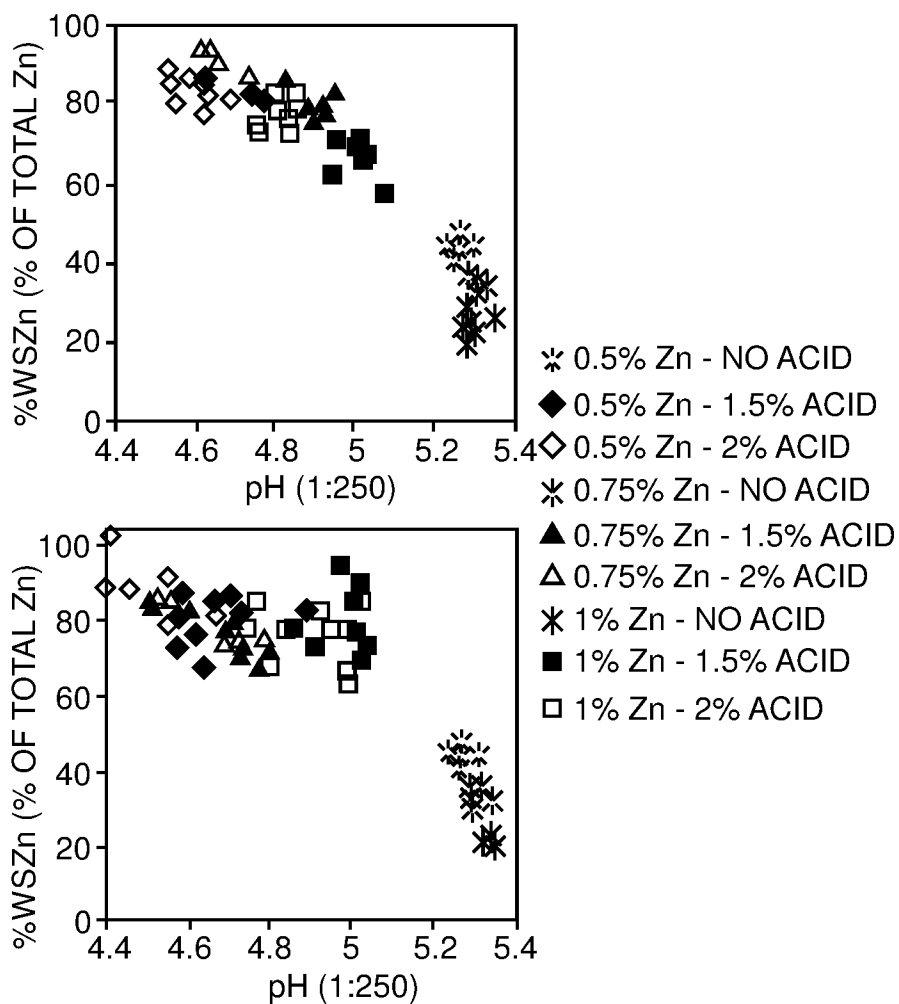 %WSZn (% OF TOTAL Zn)
100
80
60
40
20
0
4.4 4.6 4.8 5 5.2 5.4
pH (1:250)
0.5% Zn - NO ACID
0.5% Zn - 1.5% ACID
0.5% Zn - 2% ACID
0.75% Zn - NO ACID
0.75% Zn - 1.5% ACID
0.75% Zn - 2% ACID
1% Zn - NO ACID
1% Zn - 1.5% ACID
1% Zn - 2% ACID
%WSZn (% OF TOTAL Zn)
100
80
60
40
20
0
4.4 4.6 4.8 5 5.2 5.4
pH (1:250)